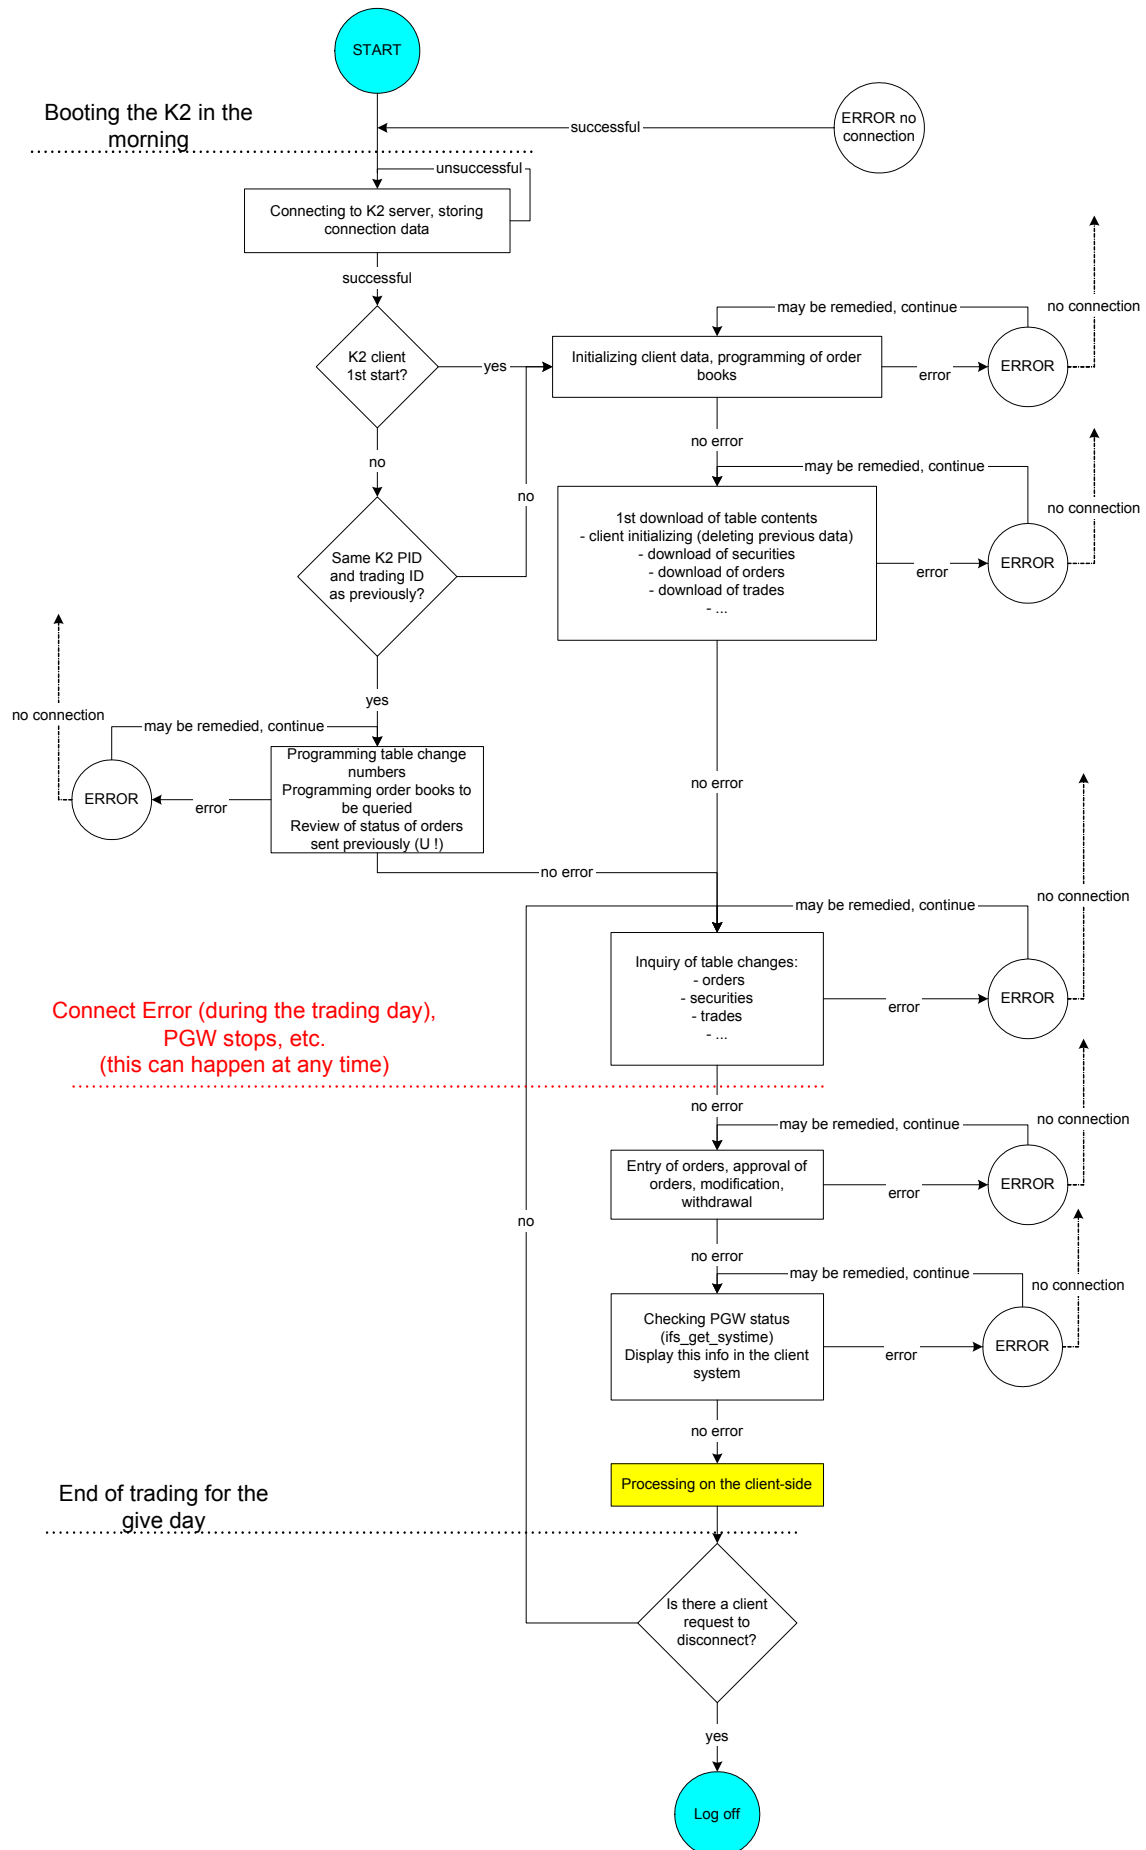 START
Booting the K2 in the
morning
successful
ERROR no
connection
unsuccessful
Connecting to K2 server, storing
connection data
successful
may be remedied, continue
no connection
K2 client
1st start?
yes
Initializing client data, programming of order
books
error
ERROR
no error
no
may be remedied, continue
no connection
no
1st download of table contents
- client initializing (deleting previous data)
- download of securities
- download of orders
- download of trades
- ...
error
ERROR
Same K2 PID
and trading ID
as previously?
yes
no connection
may be remedied, continue
Programming table change
numbers
Programming order books to
be queried
Review of status of orders
sent previously (U !)
error
ERROR
no error
no error
may be remedied, continue
no connection
Inquiry of table changes:
- orders
- securities
- trades
- ...
error
ERROR
Connect Error (during the trading day),
PGW stops, etc.
(this can happen at any time)
no error
may be remedied, continue
no connection
Entry of orders, approval of
orders, modification,
withdrawal
error
ERROR
no
no error
may be remedied, continue
no connection
Checking PGW status
(ifs_get_systime)
Display this info in the client
system
error
ERROR
no error
Processing on the client-side
End of trading for the
give day
Is there a client
request to
disconnect?
yes
Log off